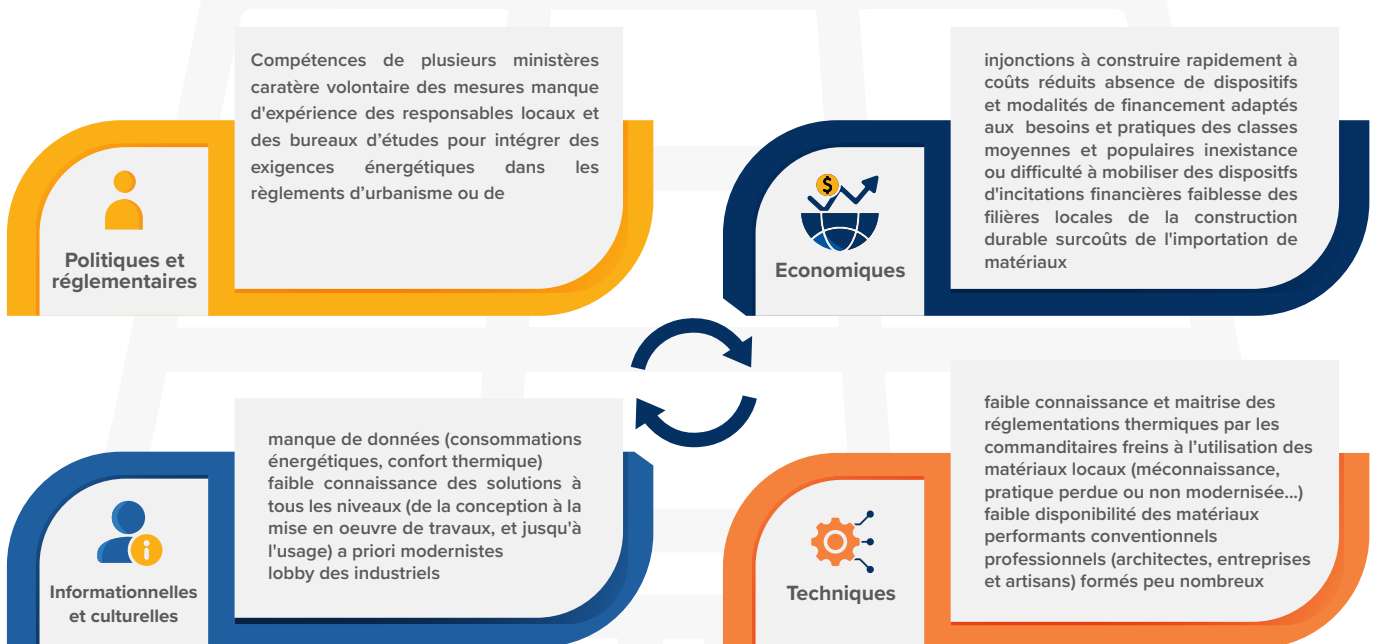 Compétences de plusieurs ministères
caratère volontaire des mesures manque
d'expérience des responsables locaux et
des bureaux d'études pour intégrer des
exigences énergétiques dans les
règlements d'urbanisme ou de
Politiques et
réglementaires
injonctions à construire rapidement à
coûts réduits absence de dispositifs
et modalités de financement adaptés
aux besoins et pratiques des classes
moyennes et populaires inexistance
ou difficulté à mobiliser des dispositfs
d'incitations financières faiblesse des
filières locales de la construction
durable surcoûts de l'importation de
matériaux
Economiques
manque de données (consommations
énergétiques, confort thermique)
faible connaissance des solutions à
tous les niveaux (de la conception à la
mise en oeuvre de travaux, et jusqu'à
l'usage) a priori modernistes
lobby des industriels
Informationnelles
et culturelles
faible connaissance et maitrise des
réglementations thermiques par les
commanditaires freins à l'utilisation des
matériaux locaux (méconnaissance,
pratique perdue ou non modernisée...)
faible disponibilité des matériaux
performants conventionnels
professionnels (architectes, entreprises
et artisans) formés peu nombreux
Techniques